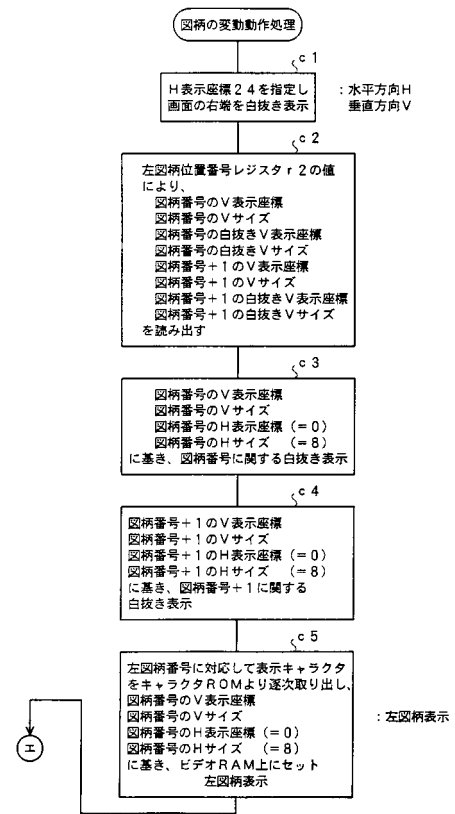 図柄の変動動作処理
c1
H表示座標24を指定し
画面の右端を白抜き表示
：水平方向H
垂直方向V
c2
左図柄位置番号レジスタr2の値
により、
図柄番号のV表示座標
図柄番号のVサイズ
図柄番号の白抜きV表示座標
図柄番号の白抜きVサイズ
図柄番号＋1のV表示座標
図柄番号＋1のVサイズ
図柄番号＋1の白抜きV表示座標
図柄番号＋1の白抜きVサイズ
を読み出す
c3
図柄番号のV表示座標
図柄番号のVサイズ
図柄番号のH表示座標（＝0）
図柄番号のHサイズ （＝8）
に基き、図柄番号に関する白抜き表示
c4
図柄番号＋1のV表示座標
図柄番号＋1のVサイズ
図柄番号＋1のH表示座標（＝0）
図柄番号＋1のHサイズ （＝8）
に基き、図柄番号＋1に関する
白抜き表示
c5
左図柄番号に対応して表示キャラクタ
をキャラクタROMより逐次取り出し、
図柄番号のV表示座標
図柄番号のVサイズ
図柄番号のH表示座標（＝0）
図柄番号のHサイズ （＝8）
に基き、ビデオRAM上にセット
左図柄表示
：左図柄表示
エ